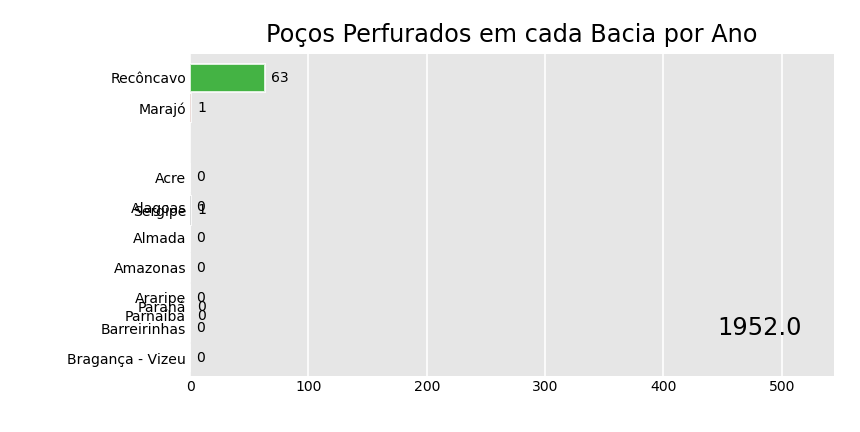 Poços Perfurados em cada Bacia por Ano
Recôncavo 63
Marajó 1
Acre 0
Alagoas 0
Sergipe 1
Almada 0
Amazonas 0
Araripe 0
Paraná 0
Parnaíba 0
Barreirinhas 0
1952.0
Bragança - Vizeu 0
0 100 200 300 400 500